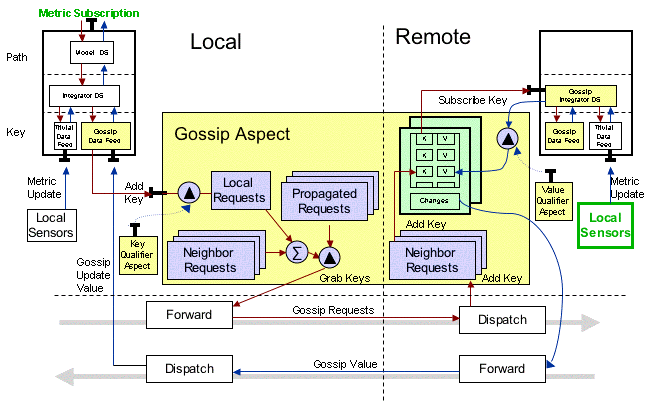 Metric Subscription
Local
Remote
Path
Model DS
Integrator DS
Key
Trivial
Data
Feed
Gossip
Data Feed
Subscribe Key
Gossip
Integrator DS
Gossip
Data Feed
Trivial
Data
Feed
Gossip Aspect
K V
K V
K V
K V
Changes
Metric
Update
Add
Key
Local
Requests
Propagated
Requests
Value
Qualifier
Aspect
Metric
Update
Local
Sensors
Local
Sensors
Key
Qualifier
Aspect
Neighbor
Requests
Σ
Grab Keys
Add Key
Neighbor
Requests
Add Key
Gossip
Update
Value
Forward
Gossip Requests
Dispatch
Dispatch
Gossip Value
Forward